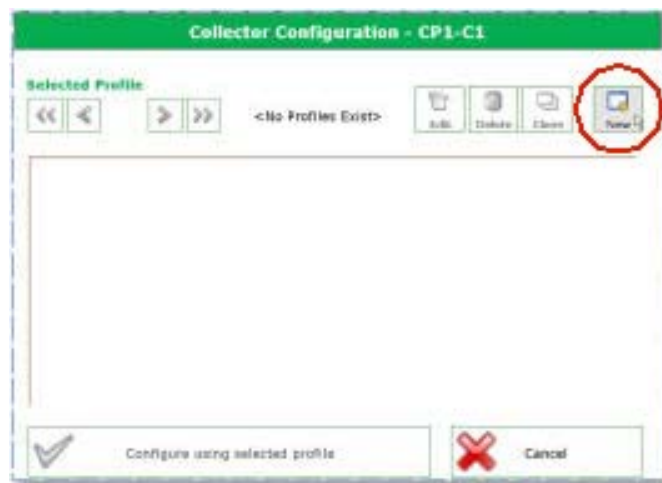 Collector Configuration - CP1-C1
Selected Profile
<No Profiles Exist>
Edit
Delete
Clone
New
Configure using selected profile
Cancel